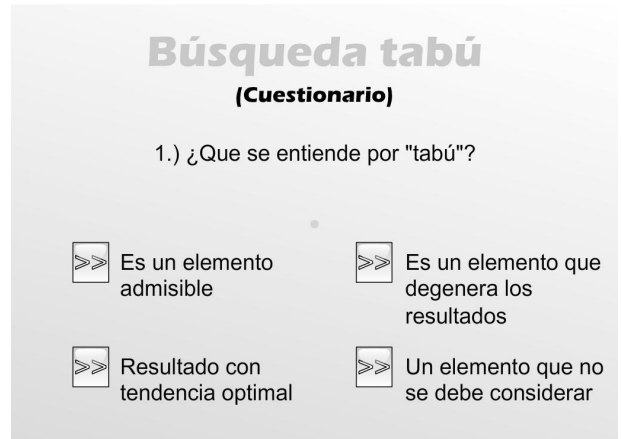 Búsqueda tabú
(Cuestionario)
1.) ¿Que se entiende por "tabú"?
>> Es un elemento
admisible
>> Es un elemento que
degenera los
resultados
>> Resultado con
tendencia optimal
>> Un elemento que no
se debe considerar